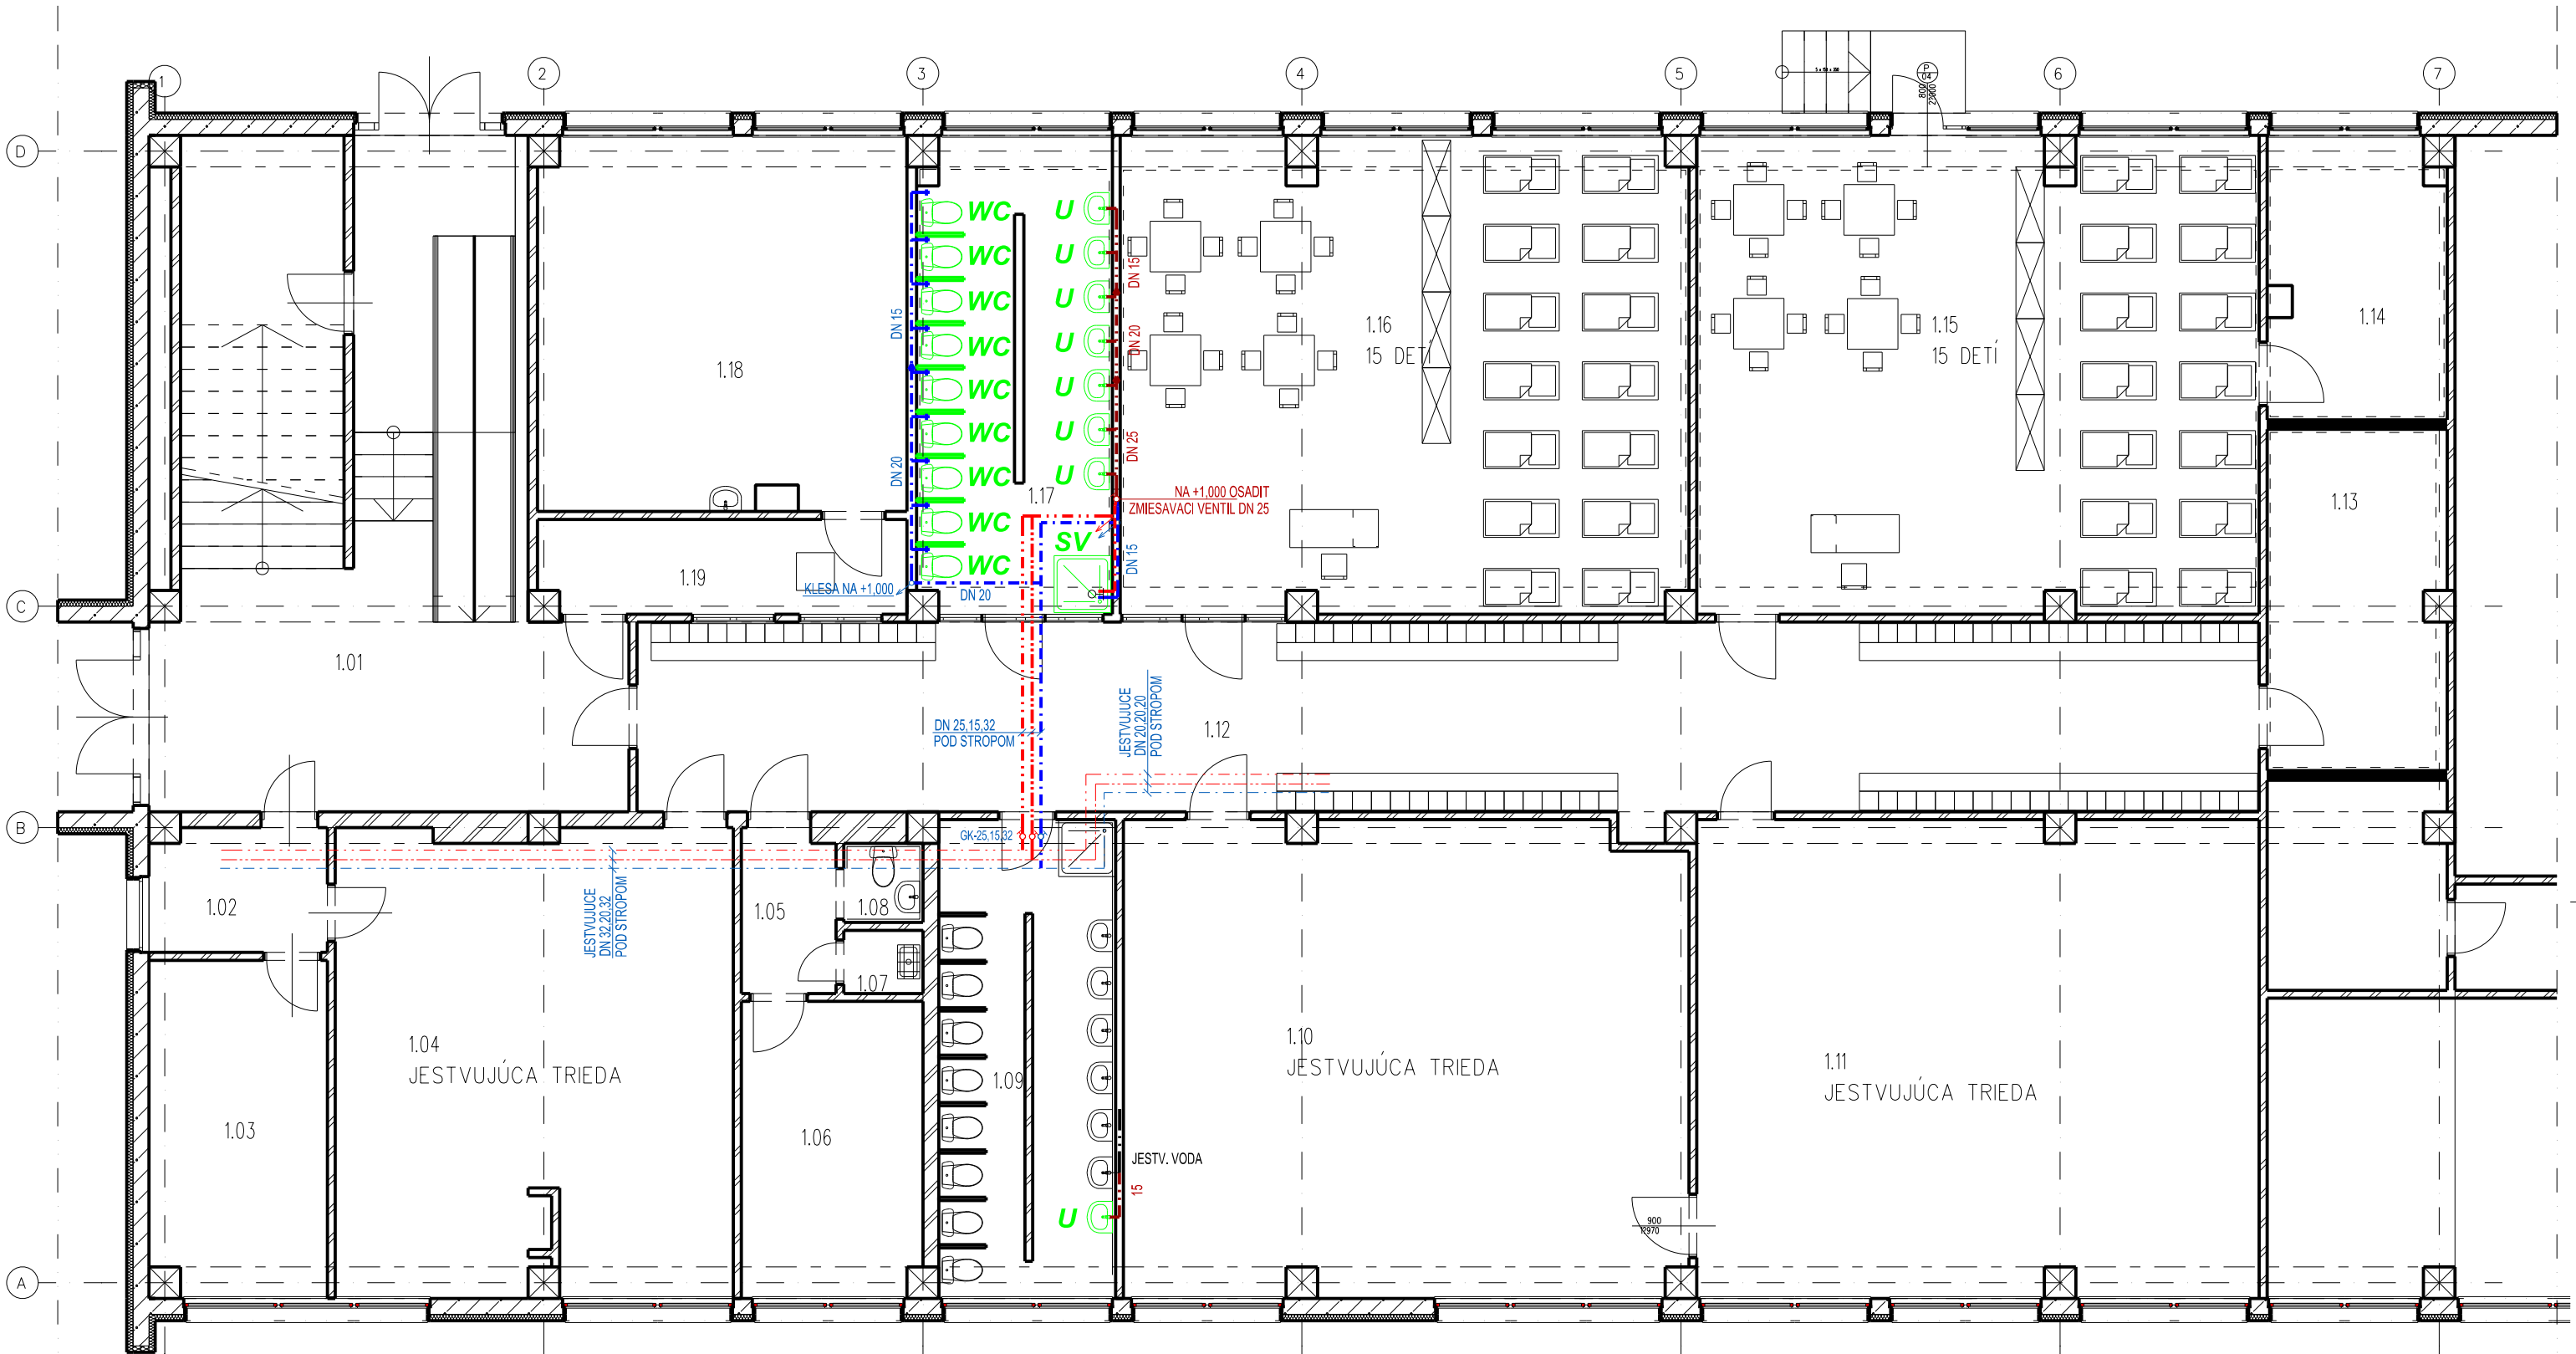 1
2
3
4
5
6
7
P
04
800
D
C
B
A
WC
WC
WC
WC
WC
WC
WC
WC
WC
U
U
U
U
U
U
U
SV
DN 15
DN 20
DN 15
DN 20
DN 25
DN 15
DN 20
1.18
1.19
1.17
1.16
15 DETÍ
1.15
15 DETÍ
1.14
1.13
NA +1,000 OSADIT
ZMIESAVACI VENTIL DN 25
KLESA NA +1,000
1.01
1.12
DN 25,15,32
POD STROPOM
JESTVUJUCE
DN 20,20,20
POD STROPOM
GK-25,15,32
JESTVUJUCE
DN 32,20,32
POD STROPOM
1.02
1.03
1.04
JESTVUJÚCA TRIEDA
1.05
1.06
1.07
1.08
1.09
1.10
JESTVUJÚCA TRIEDA
1.11
JESTVUJÚCA TRIEDA
JESTV. VODA
15
U
900